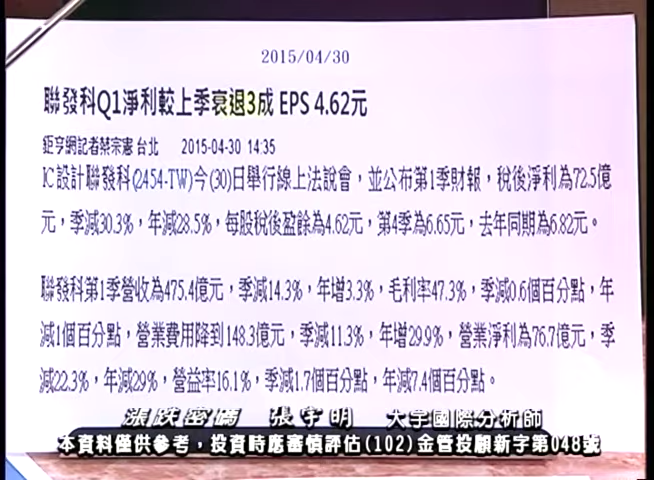 2015/04/30
聯發科Q1淨利較上季衰退3成 EPS 4.62元
鉅亨網記者蔡宗憲 台北 2015-04-30 14:35
IC設計聯發科(2454-TW)今(30)日舉行線上法說會，並公布第1季財報，稅後淨利為72.5億
元，季減30.3%，年減28.5%，每股稅後盈餘為4.62元，第4季為6.65元，去年同期為6.82元。
聯發科第1季營收為475.4億元，季減14.3%，年增3.3%，毛利率47.3%，季減0.6個百分點，年
減1個百分點，營業費用降到148.3億元，季減11.3%，年增29.9%，營業淨利為76.7億元，季
減22.3%，年減29%，營益率16.1%，季減1.7個百分點，年減7.4個百分點。
漲跌密碼 張宇明 大宇國際分析師
本資料僅供參考，投資時應審慎評估(102)金管投顧新字第048號